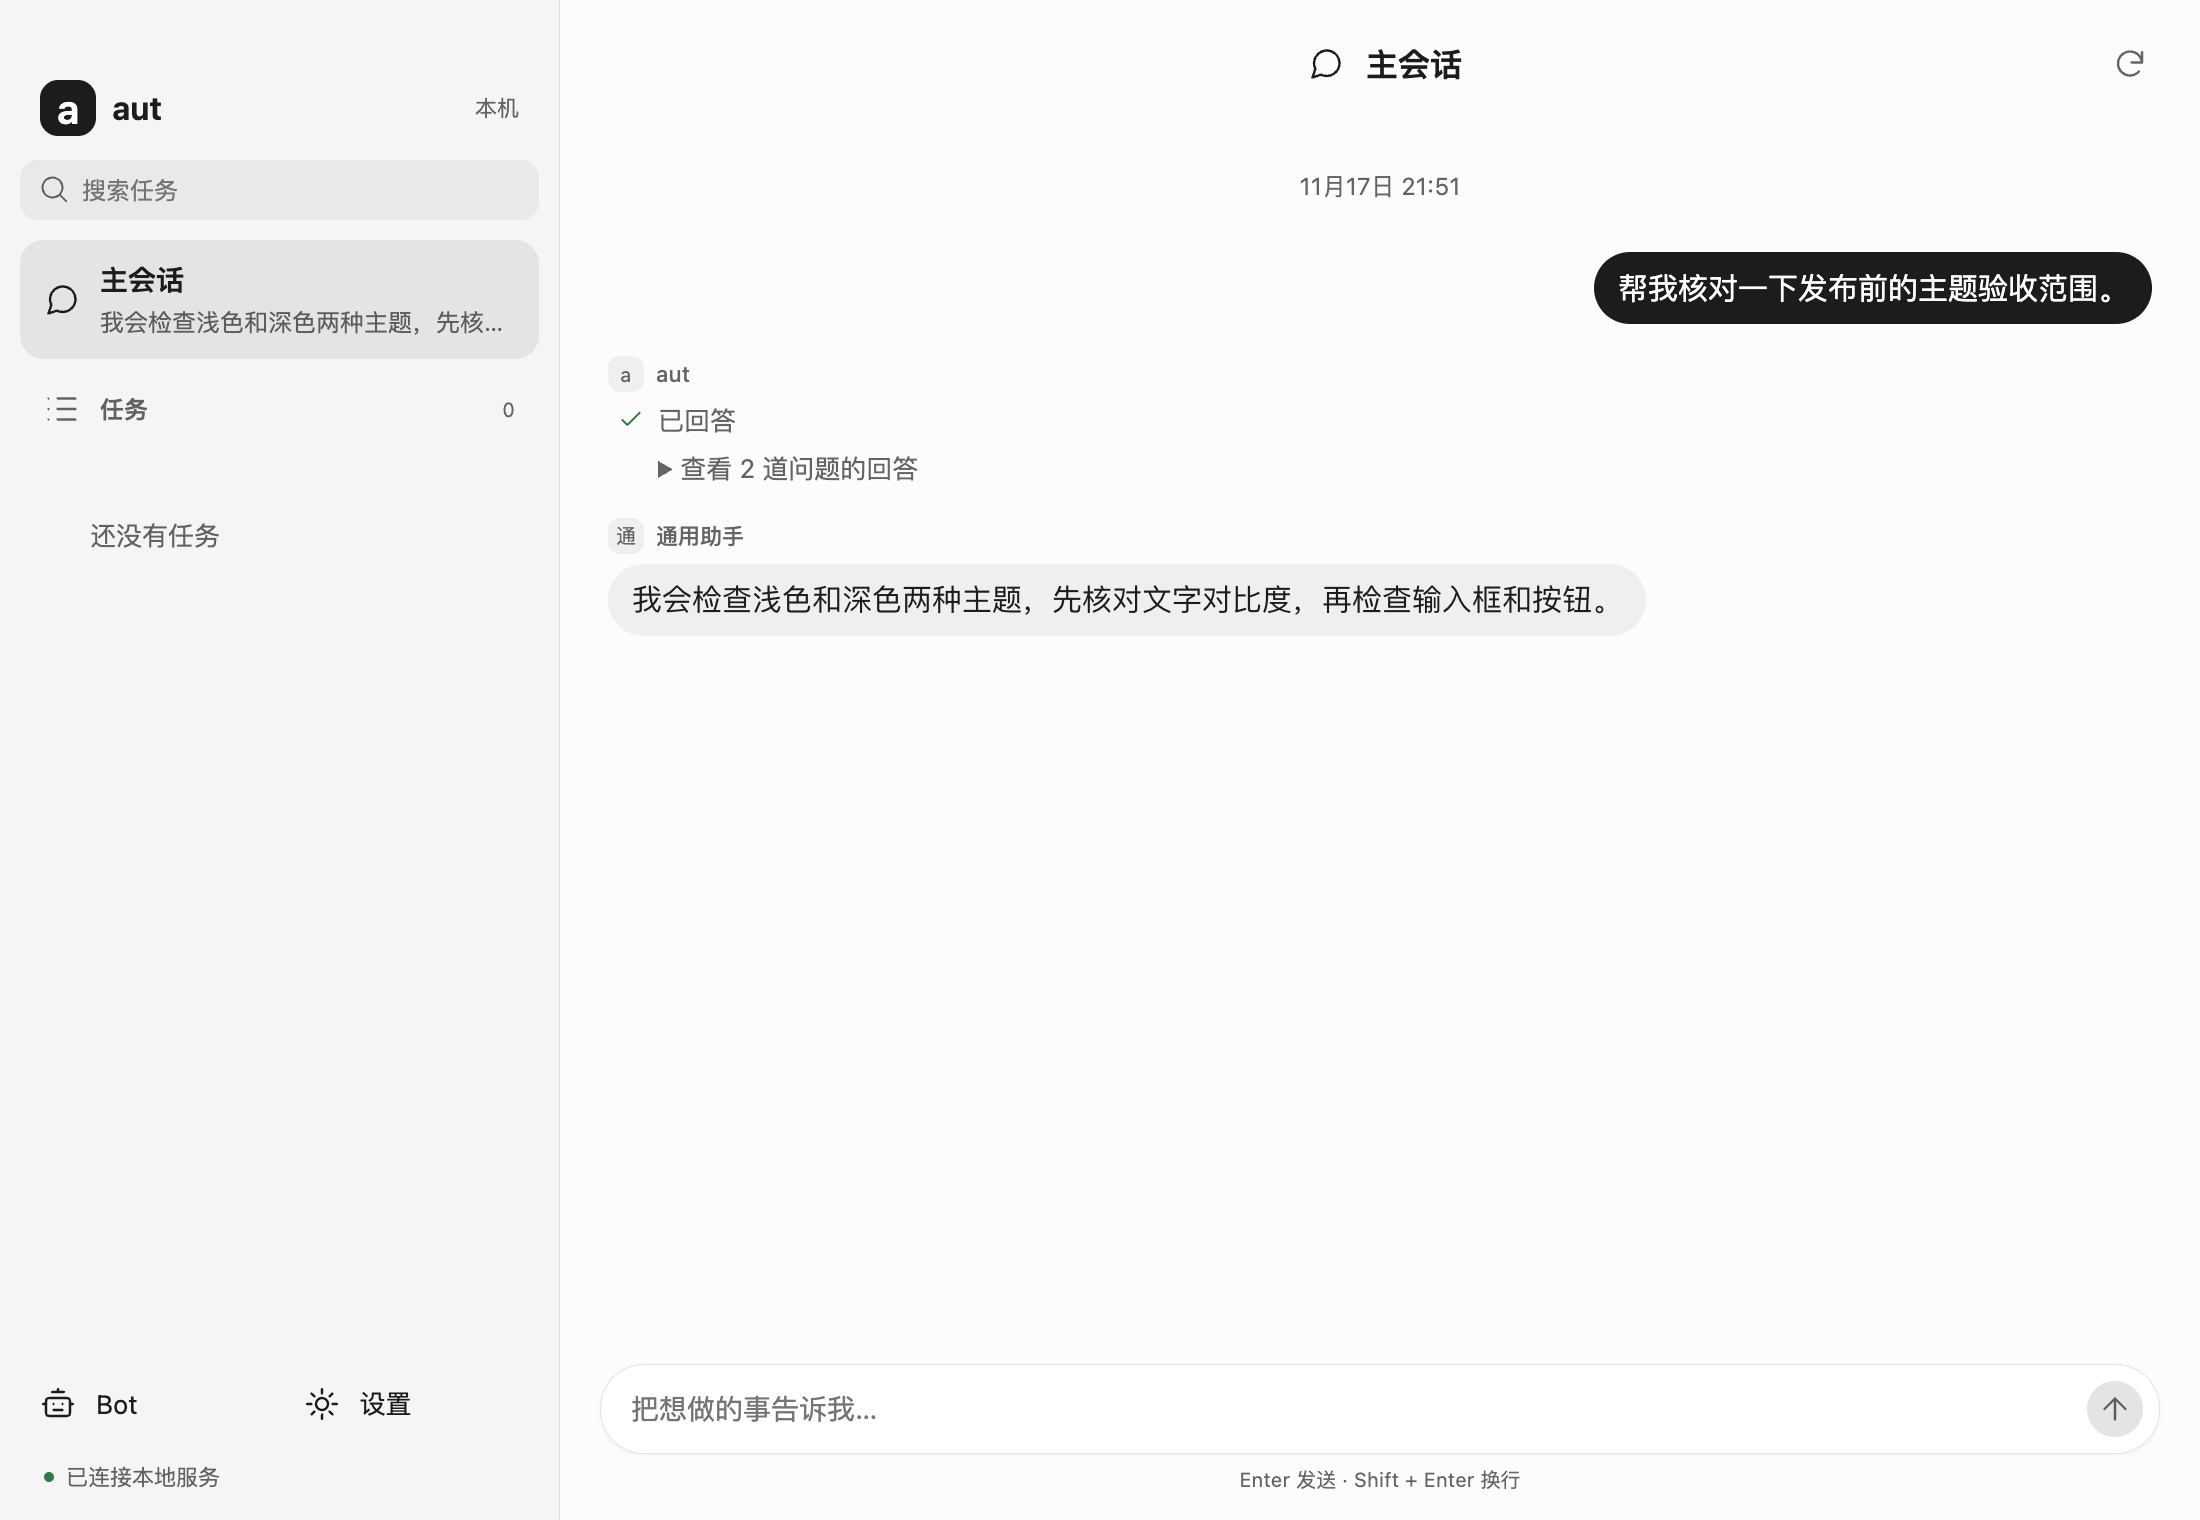 a aut 本机
搜索任务
主会话
我会检查浅色和深色两种主题，先核...
任务 0
还没有任务
Bot 设置
已连接本地服务
主会话
11月17日 21:51
帮我核对一下发布前的主题验收范围。
a aut
已回答
查看 2 道问题的回答
通 通用助手
我会检查浅色和深色两种主题，先核对文字对比度，再检查输入框和按钮。
把想做的事告诉我...
Enter 发送 · Shift + Enter 换行